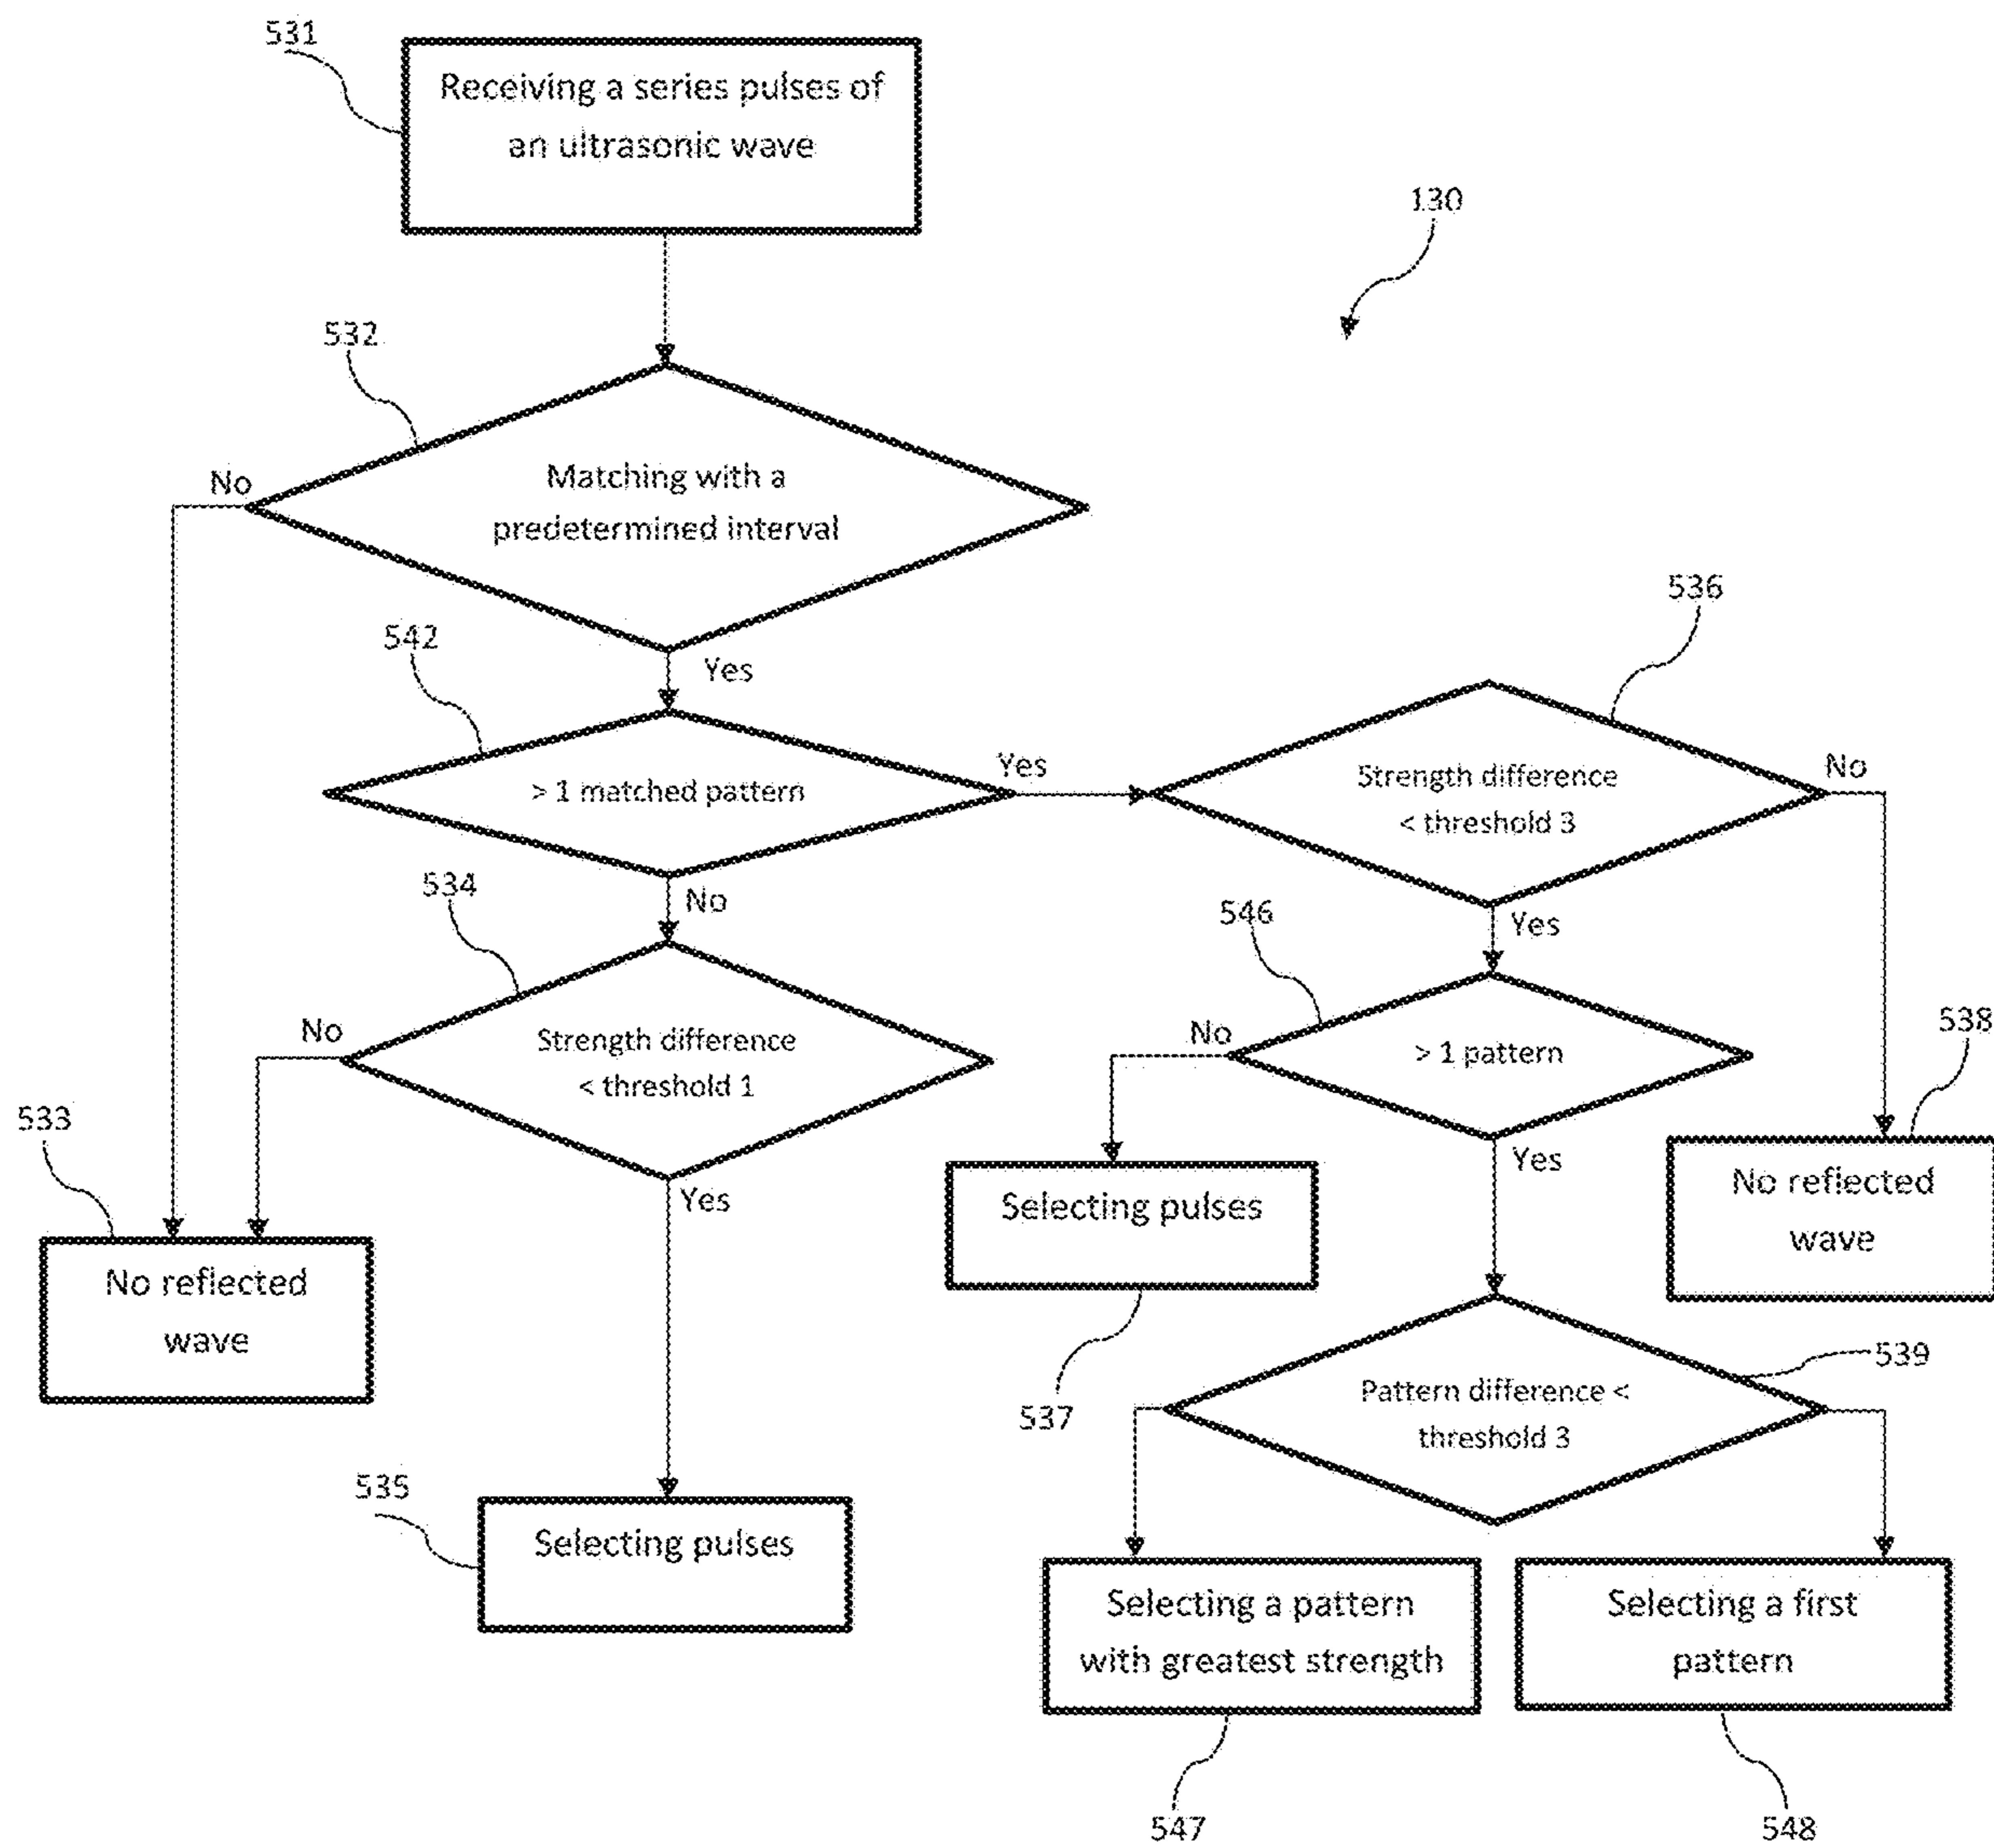 531
Receiving a series pulses of
an ultrasonic wave
130
532
No
Matching with a
predetermined interval
536
542
Yes
Yes
No
> 1 matched pattern
Strength difference
< threshold 3
534
No
546
Yes
No
Strength difference
< threshold 1
No
> 1 pattern
538
533
Yes
Yes
No reflected
wave
Selecting pulses
No reflected
wave
539
537
Pattern difference <
threshold 3
535
Selecting pulses
Selecting a pattern
with greatest strength
Selecting a first
pattern
547
548